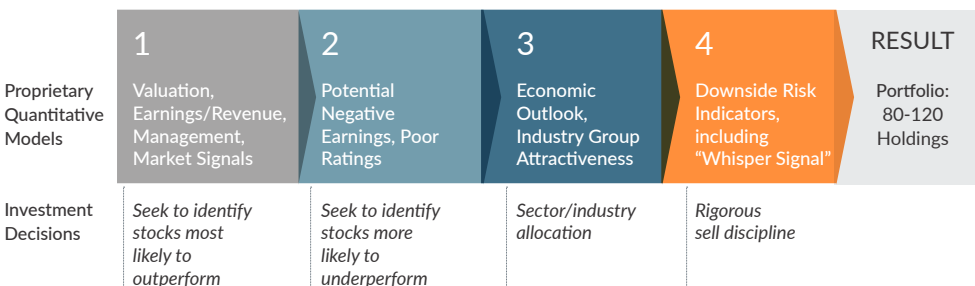 1
2
3
4
RESULT
Proprietary
Quantitative
Models
Valuation,
Earnings/Revenue,
Management,
Market Signals
Potential
Negative
Earnings, Poor
Ratings
Economic
Outlook,
Industry Group
Attractiveness
Downside Risk
Indicators,
including
“Whisper Signal”
Portfolio:
80-120
Holdings
Investment
Decisions
Seek to identify
stocks most
likely to
outperform
Seek to identify
stocks more
likely to
underperform
Sector/industry
allocation
Rigorous
sell discipline